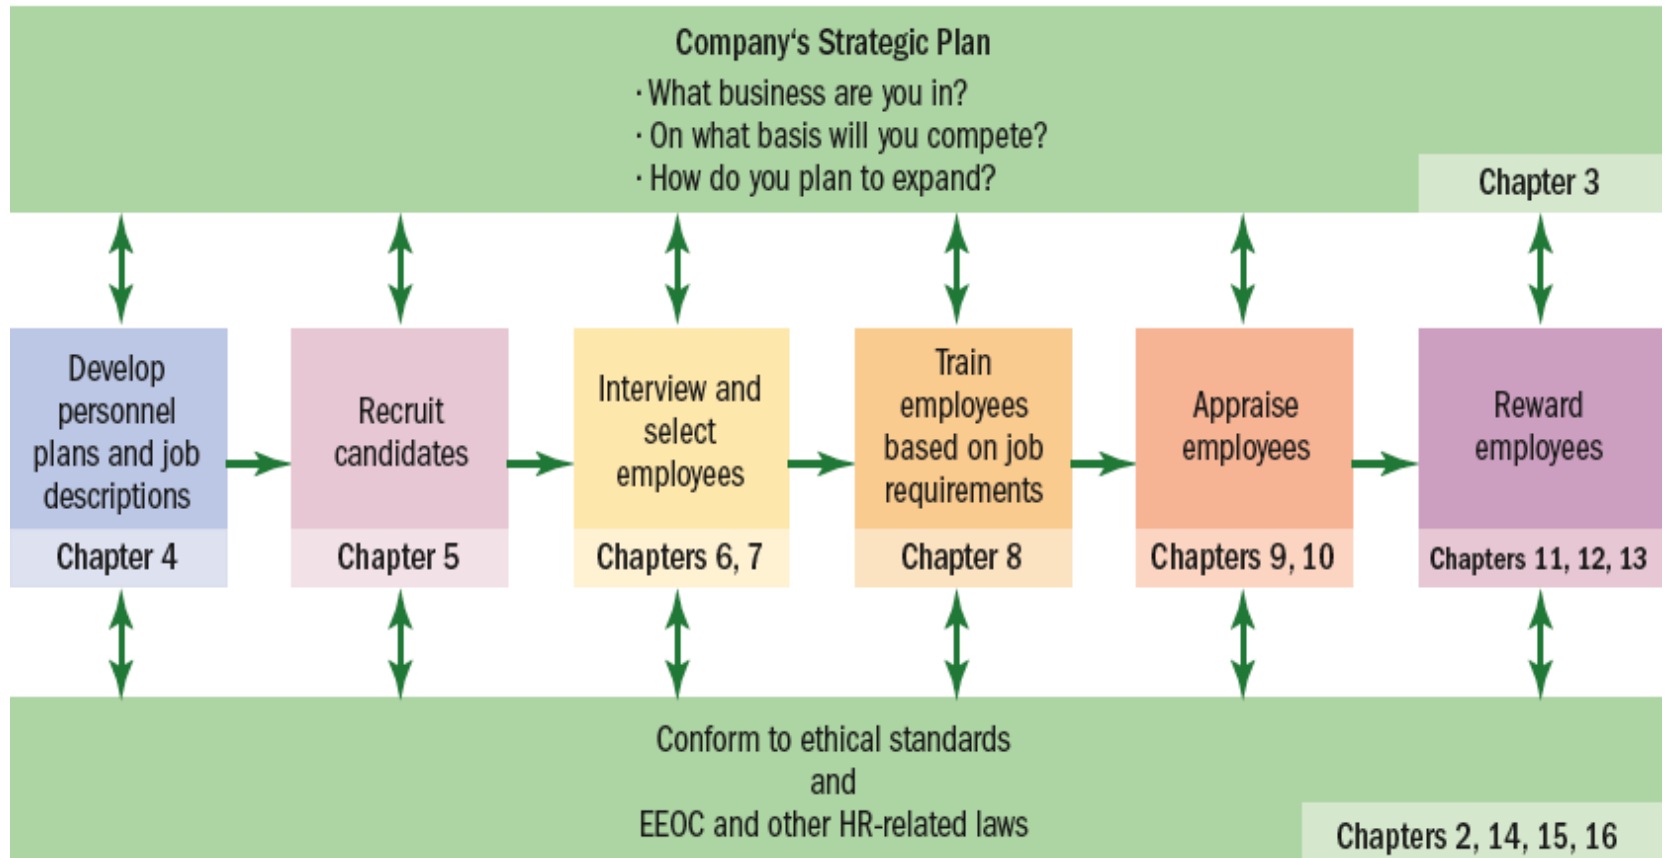 Company‘s Strategic Plan
· What business are you in?
· On what basis will you compete?
· How do you plan to expand?
Chapter 3
Develop
personnel
plans and job
descriptions
Chapter 4
Recruit
candidates
Chapter 5
Interview and
select
employees
Chapters 6, 7
Train
employees
based on job
requirements
Chapter 8
Appraise
employees
Chapters 9, 10
Reward
employees
Chapters 11, 12, 13
Conform to ethical standards
and
EEOC and other HR-related laws
Chapters 2, 14, 15, 16